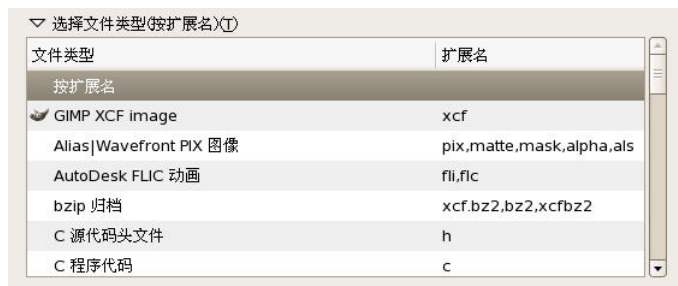 选择文件类型(按扩展名)(T)
文件类型 扩展名
按扩展名
GIMP XCF image xcf
Alias|Wavefront PIX 图像 pix,matte,mask,alpha,als
AutoDesk FLIC 动画 fli,flc
bzip 归档 xcf.bz2,bz2,xcfbz2
C 源代码头文件 h
C 程序代码 c